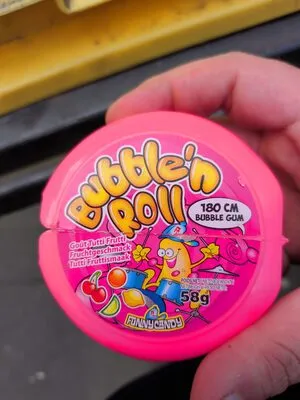 Bubble'n
Roll
180 CM
BUBBLE GUM
Goût Tutti Frutti
Fruchtgeschmack
Tutti Fruttismaak
58g
FUNNY CANDY